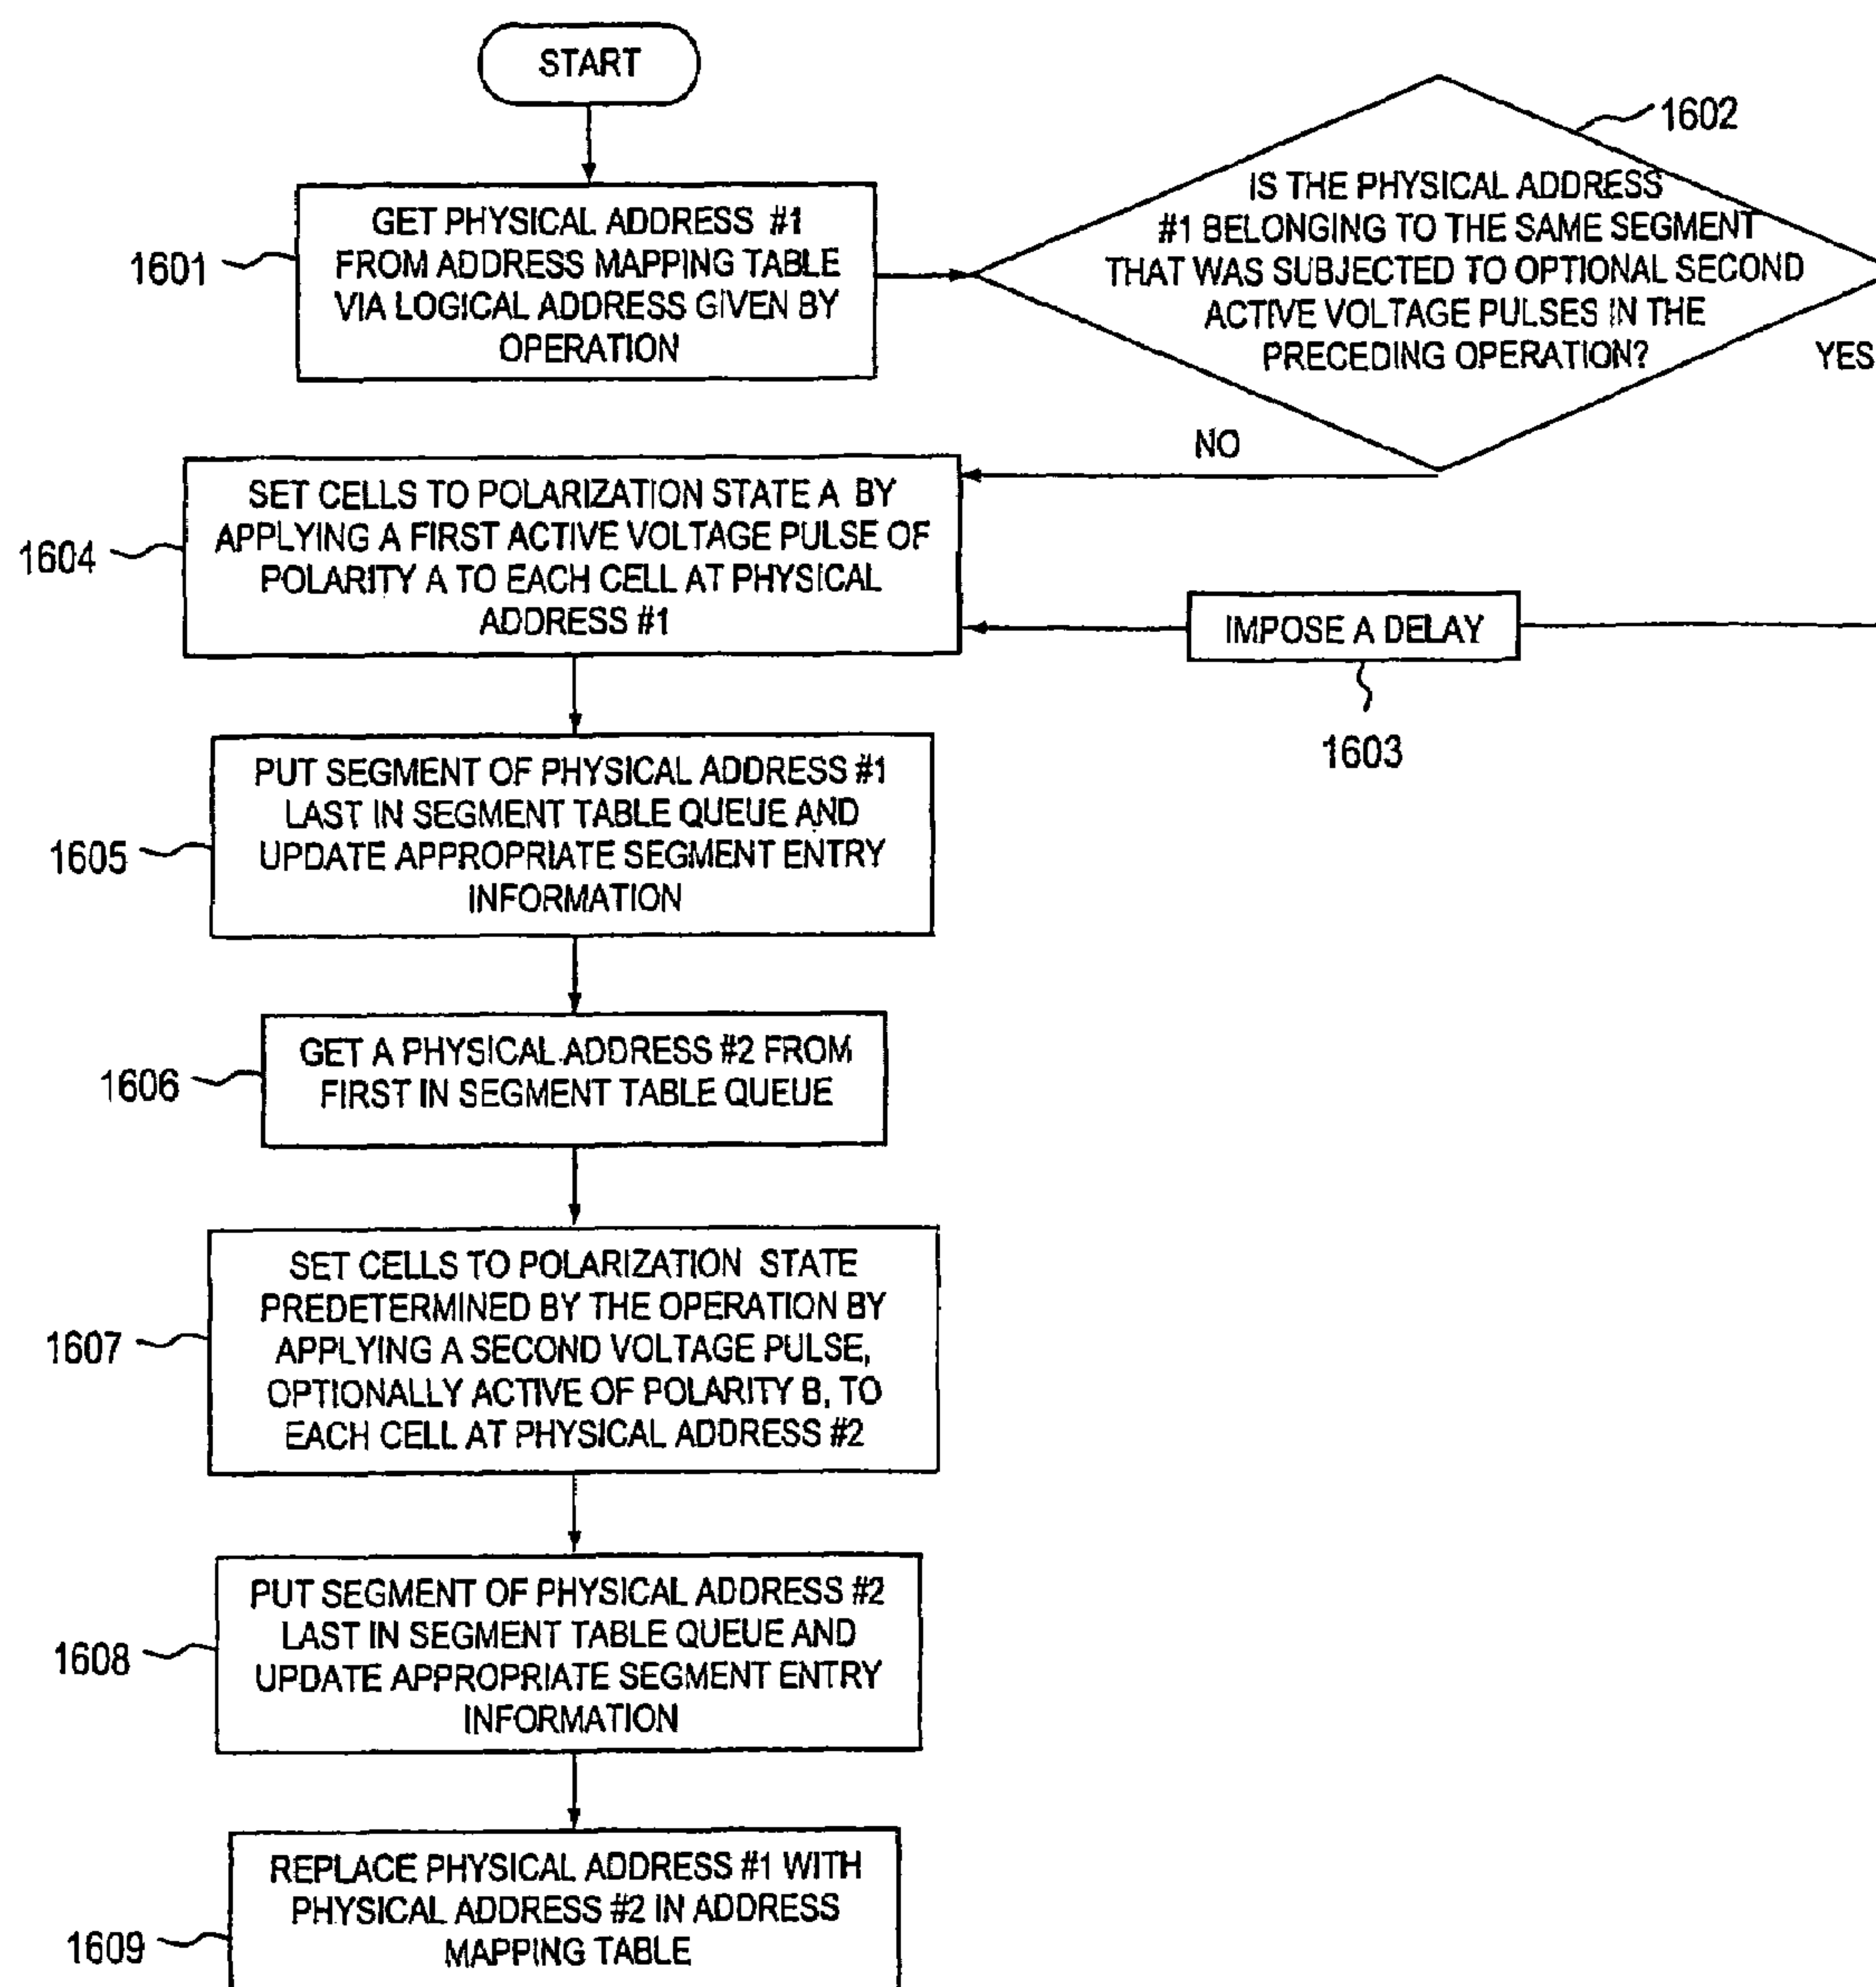 START
1601
GET PHYSICAL ADDRESS #1
FROM ADDRESS MAPPING TABLE
VIA LOGICAL ADDRESS GIVEN BY
OPERATION
1602
IS THE PHYSICAL ADDRESS
#1 BELONGING TO THE SAME SEGMENT
THAT WAS SUBJECTED TO OPTIONAL SECOND
ACTIVE VOLTAGE PULSES IN THE
PRECEDING OPERATION?
YES
NO
1604
SET CELLS TO POLARIZATION STATE A BY
APPLYING A FIRST ACTIVE VOLTAGE PULSE OF
POLARITY A TO EACH CELL AT PHYSICAL
ADDRESS #1
IMPOSE A DELAY
1603
1605
PUT SEGMENT OF PHYSICAL ADDRESS #1
LAST IN SEGMENT TABLE QUEUE AND
UPDATE APPROPRIATE SEGMENT ENTRY
INFORMATION
1606
GET A PHYSICAL ADDRESS #2 FROM
FIRST IN SEGMENT TABLE QUEUE
1607
SET CELLS TO POLARIZATION STATE
PREDETERMINED BY THE OPERATION BY
APPLYING A SECOND VOLTAGE PULSE,
OPTIONALLY ACTIVE OF POLARITY B, TO
EACH CELL AT PHYSICAL ADDRESS #2
1608
PUT SEGMENT OF PHYSICAL ADDRESS #2
LAST IN SEGMENT TABLE QUEUE AND
UPDATE APPROPRIATE SEGMENT ENTRY
INFORMATION
1609
REPLACE PHYSICAL ADDRESS #1 WITH
PHYSICAL ADDRESS #2 IN ADDRESS
MAPPING TABLE